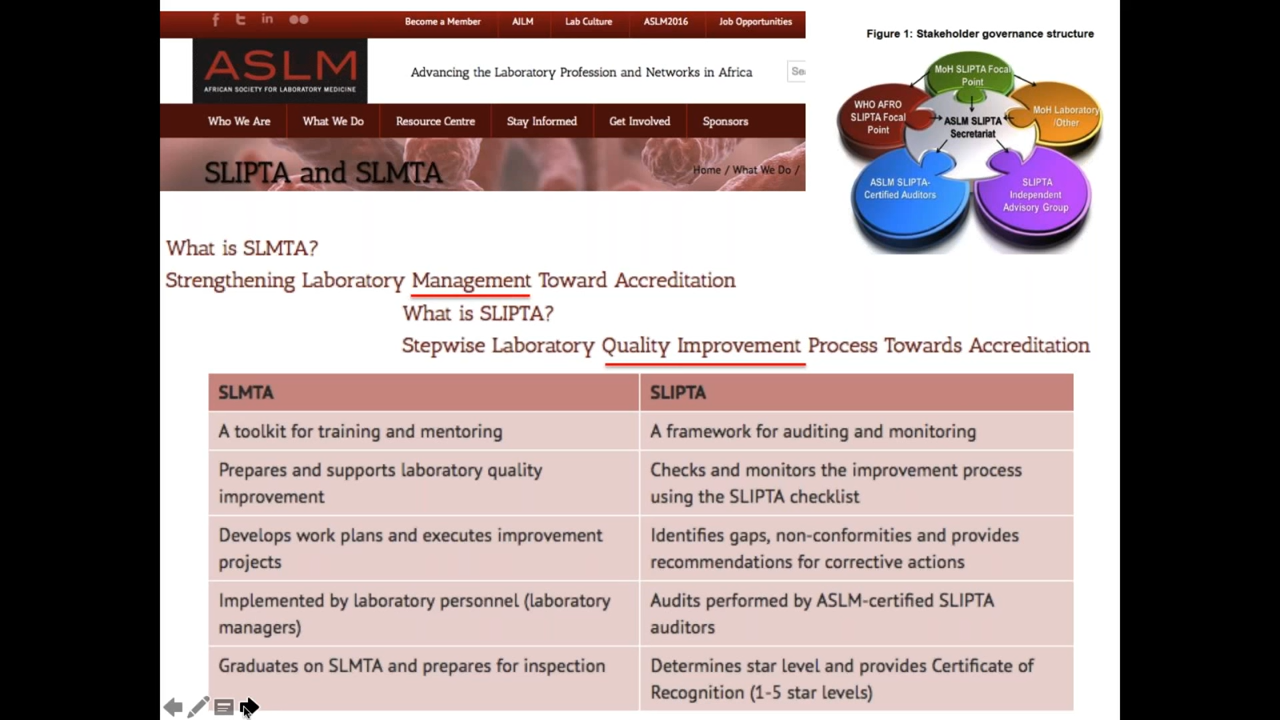 Become a Member
AJLM
Lab Culture
ASLM2016
Job Opportunities
ASLM
AFRICAN SOCIETY FOR LABORATORY MEDICINE
Advancing the Laboratory Profession and Networks in Africa
Se
Who We Are
What We Do
Resource Centre
Stay Informed
Get Involved
Sponsors
SLIPTA and SLMTA
Home / What We Do /
Figure 1: Stakeholder governance structure
MoH SLIPTA Focal
Point
WHO AFRO
SLIPTA Focal
Point
MoH Laboratory
/Other
ASLM SLIPTA
Secretariat
ASLM SLIPTA-
Certified Auditors
SLIPTA
Independent
Advisory Group
What is SLMTA?
Strengthening Laboratory Management Toward Accreditation
What is SLIPTA?
Stepwise Laboratory Quality Improvement Process Towards Accreditation
SLMTA
SLIPTA
A toolkit for training and mentoring
A framework for auditing and monitoring
Prepares and supports laboratory quality
improvement
Checks and monitors the improvement process
using the SLIPTA checklist
Develops work plans and executes improvement
projects
Identifies gaps, non-conformities and provides
recommendations for corrective actions
Implemented by laboratory personnel (laboratory
managers)
Audits performed by ASLM-certified SLIPTA
auditors
Graduates on SLMTA and prepares for inspection
Determines star level and provides Certificate of
Recognition (1-5 star levels)